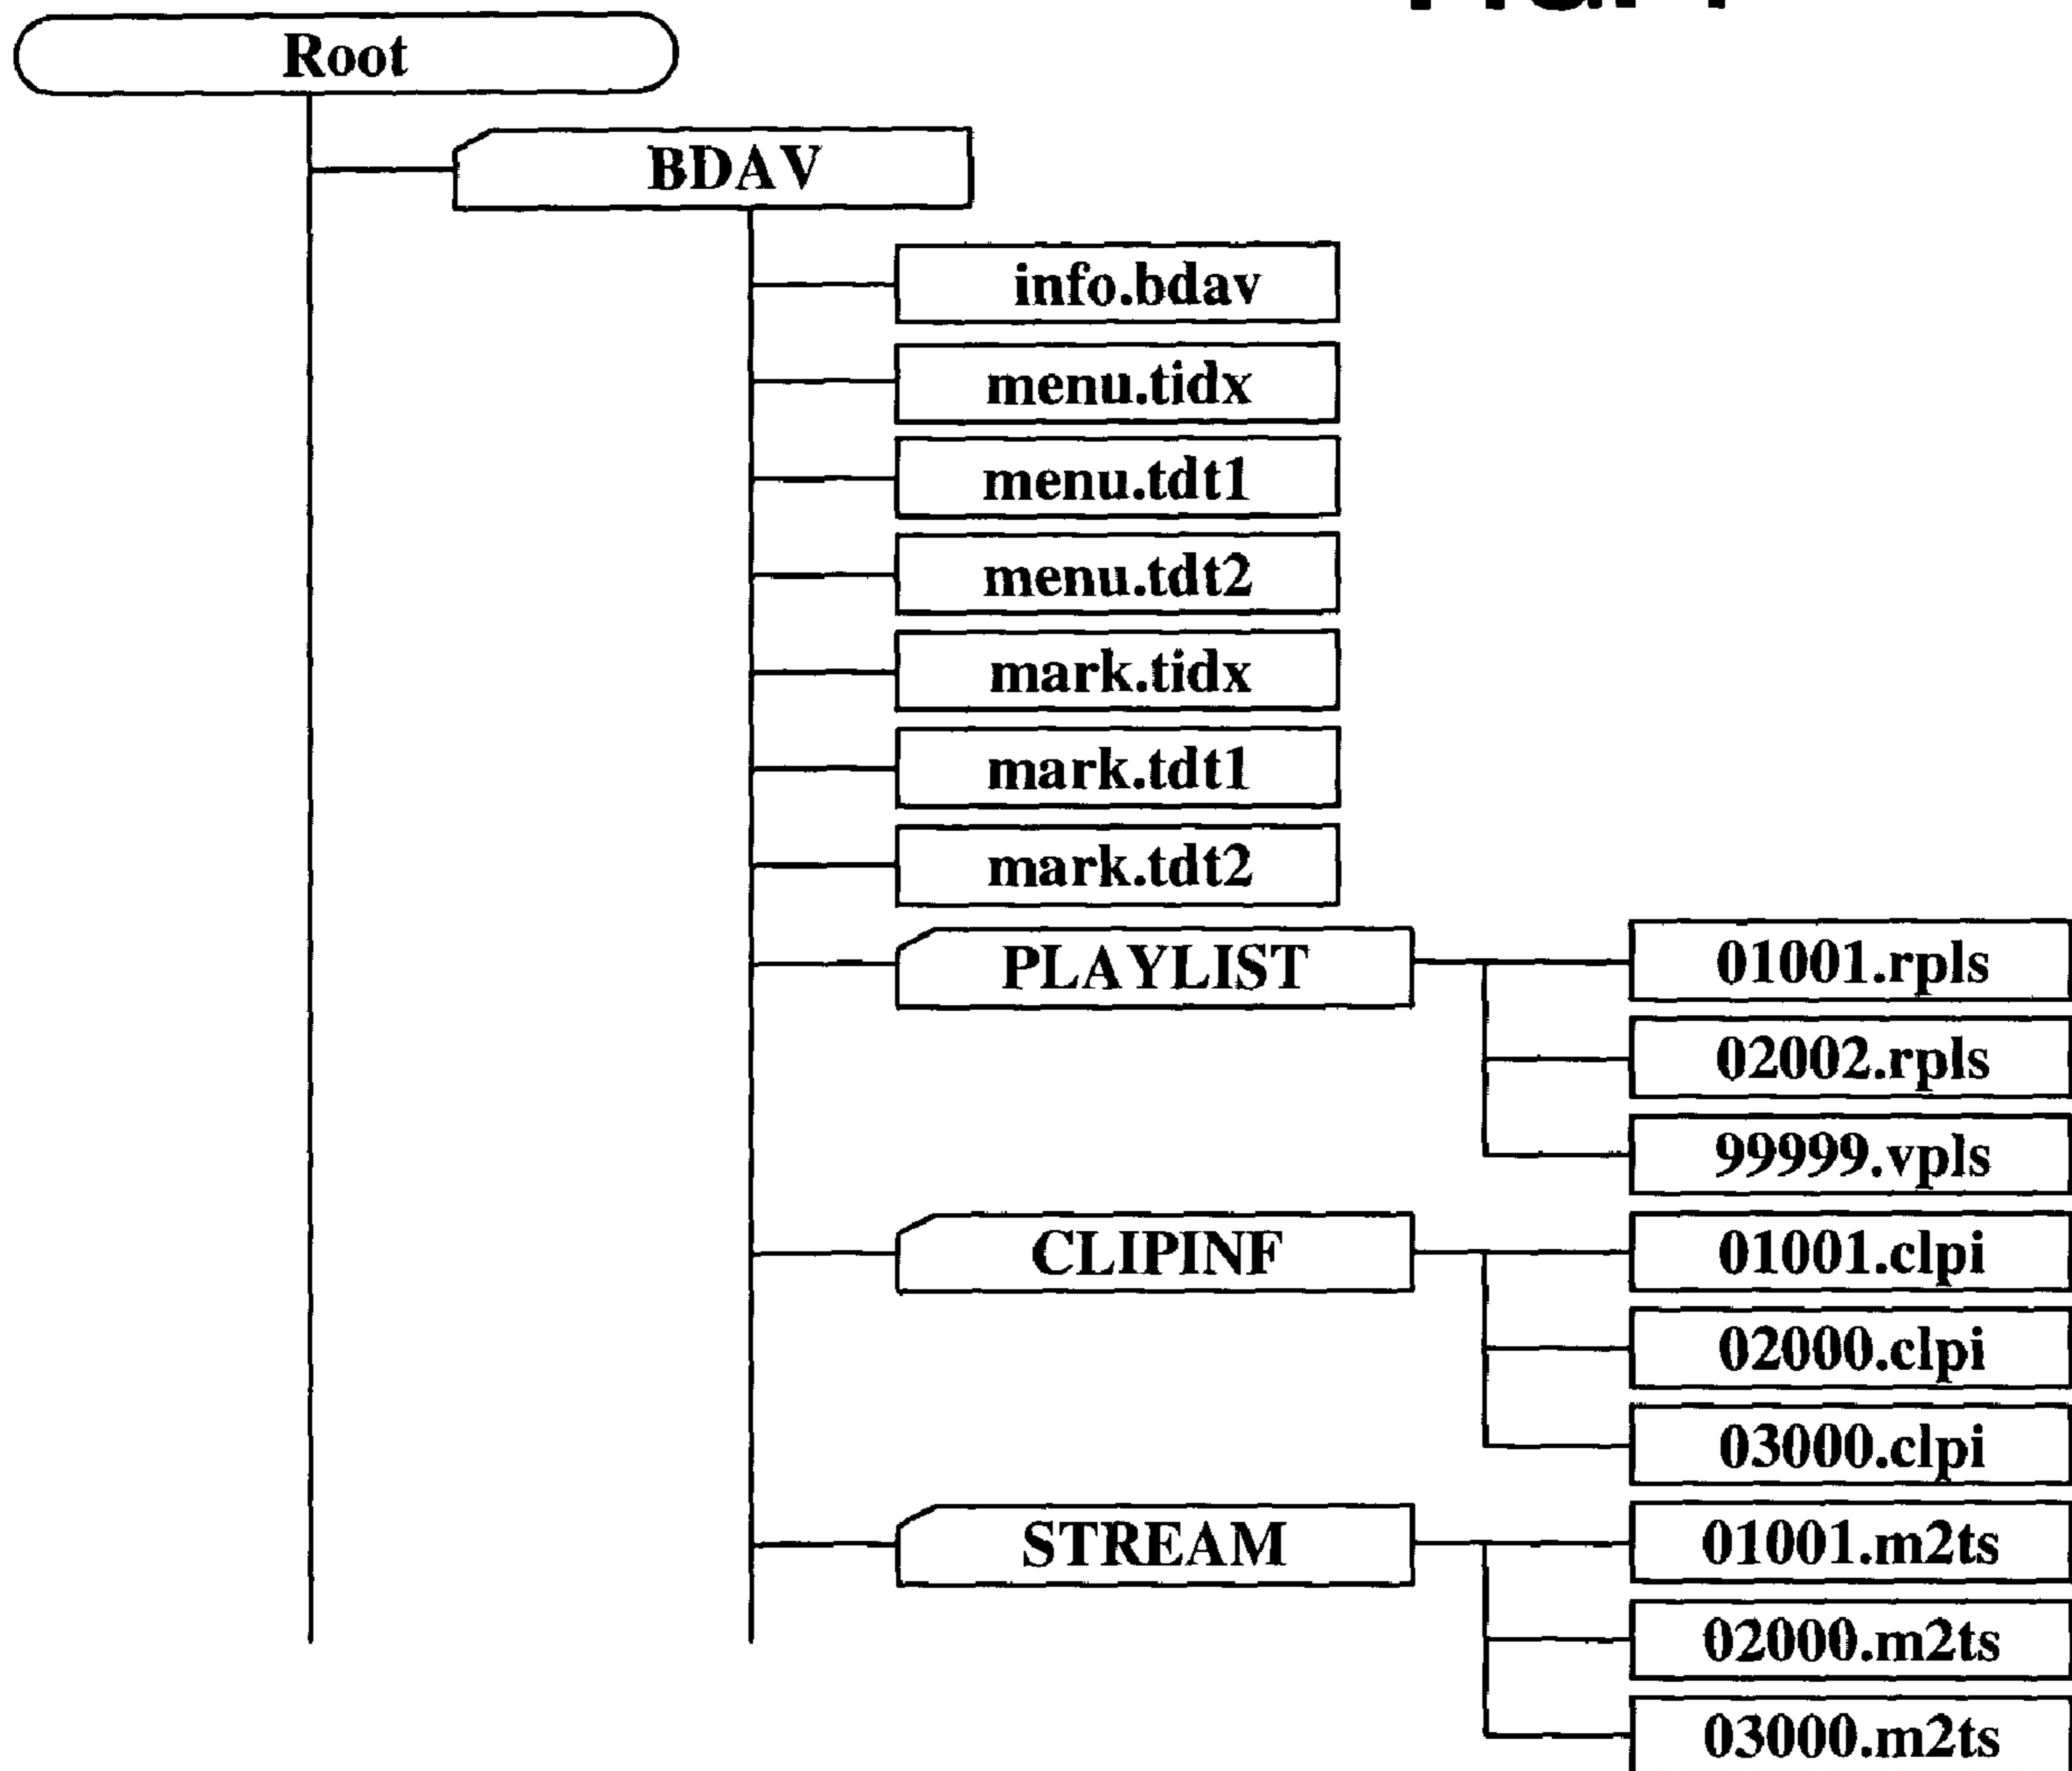 Root
BDAV
info.bdav
menu.tidx
menu.tdt1
menu.tdt2
mark.tidx
mark.tdt1
mark.tdt2
PLAYLIST
01001.rpls
02002.rpls
99999.vpls
CLIPINF
01001.clpi
02000.clpi
03000.clpi
STREAM
01001.m2ts
02000.m2ts
03000.m2ts